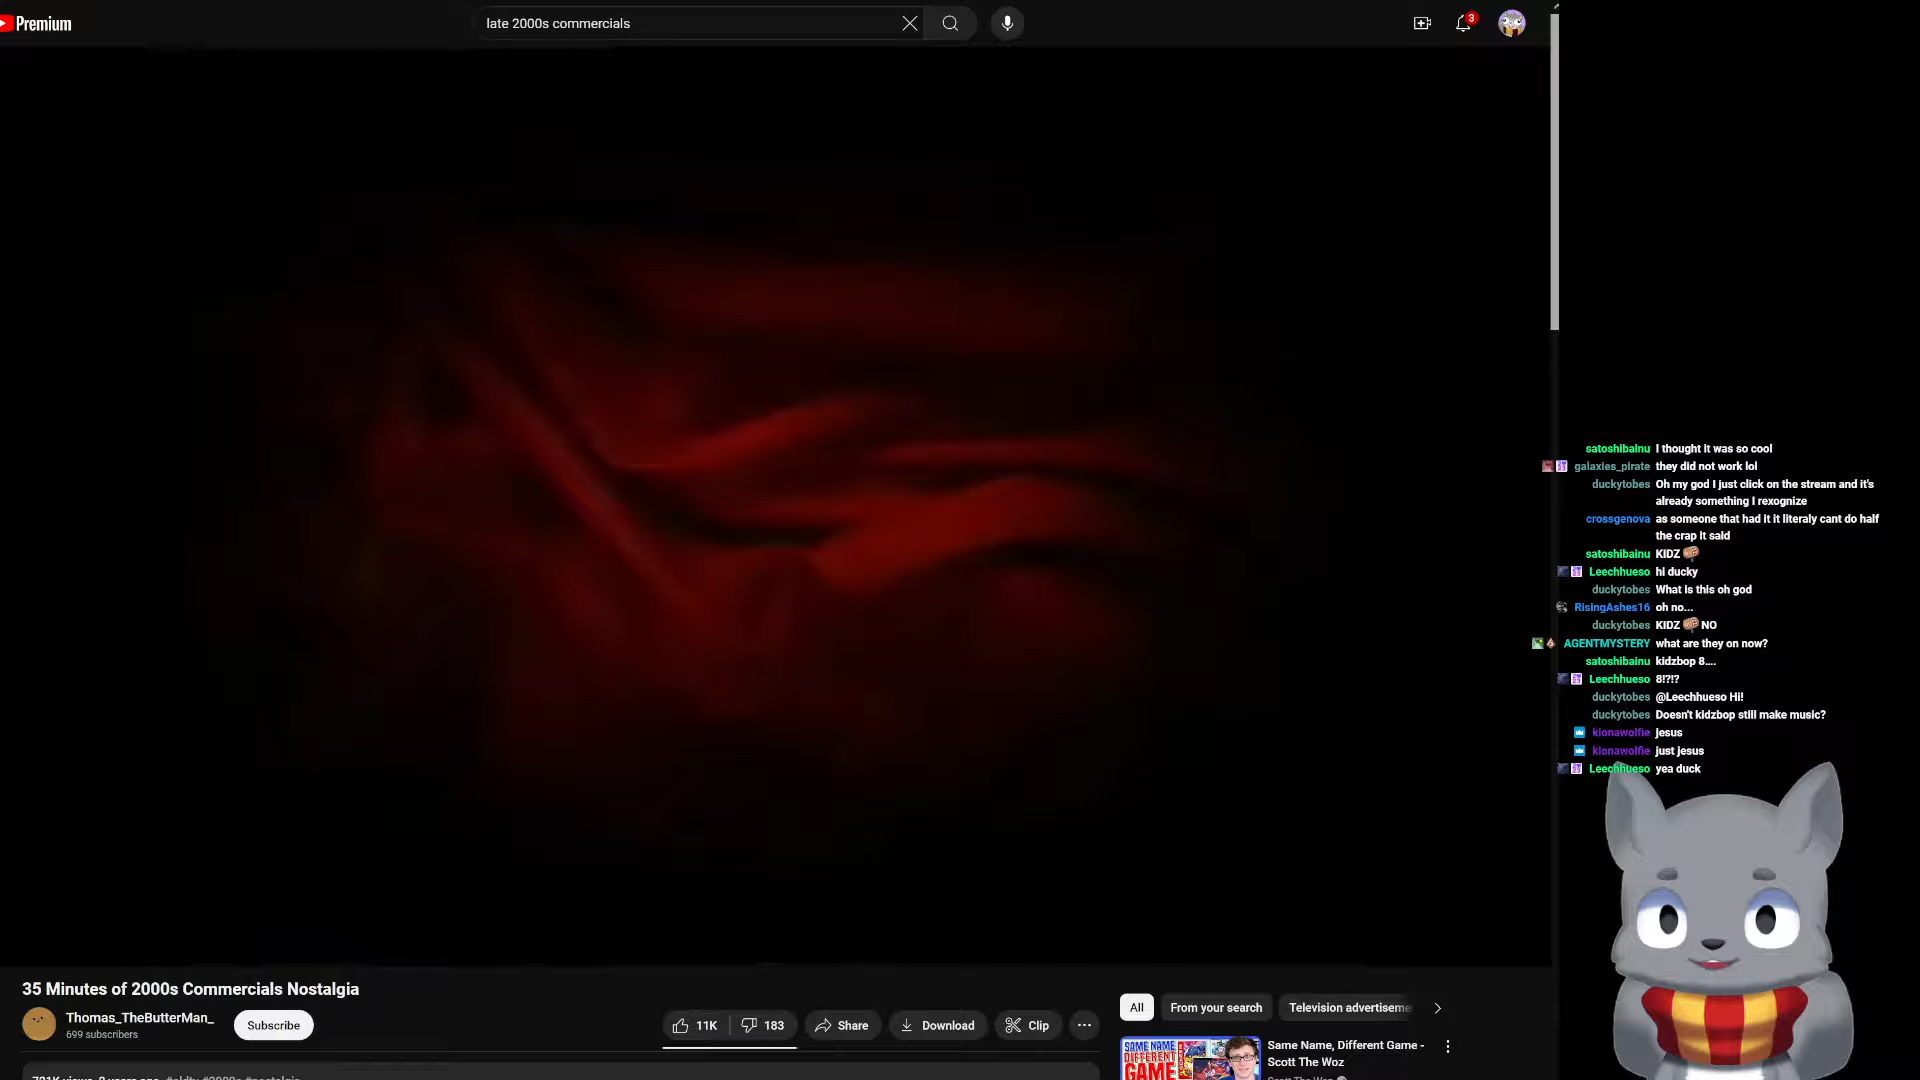 Premium
late 2000s commercials
3
satoshibainu I thought it was so cool
galaxies_pirate they did not work lol
duckytobes Oh my god I just click on the stream and it's
already something I rexognize
crossgenova as someone that had it it literaly cant do half
the crap it said
satoshibainu KIDZ
Leechhueso hi ducky
duckytobes What is this oh god
RisingAshes16 oh no...
duckytobes KIDZ NO
AGENTMYSTERY what are they on now?
satoshibainu kidzbop 8....
Leechhueso 8!?!?
duckytobes @Leechhueso Hi!
duckytobes Doesn't kidzbop still make music?
kionawolfie jesus
kionawolfie just jesus
Leechhueso yea duck
35 Minutes of 2000s Commercials Nostalgia
Thomas_TheButterMan_
699 subscribers
Subscribe
11K
183
Share
Download
Clip
All
From your search
Television advertiseme
SAME NAME
DIFFERENT
GAME
Same Name, Different Game -
Scott The Woz